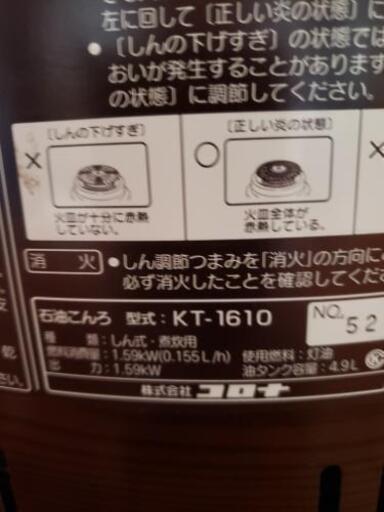 左に回して〔正しい炎の状態〕に
●〔しんの下げすぎ〕の状態では
おいが発生することがあります
の状態〕に調節してください。
× 〔しんの下げすぎ〕
火皿が十分に赤熱
していない。
○ 〔正しい炎の状態〕
火皿全体が
赤熱している。
×
消火 ●しん調節つまみを「消火」の方向に
必ず消火したことを確認してくださ
石油こんろ 型式：KT-1610
種類：しん式・煮炊用
燃料消費量：1.59kW(0.155L/h) 使用燃料：灯油
出力：1.59kW 油タンク容量：4.9L
株式会社コロナ
NO. 52
乾
さい。